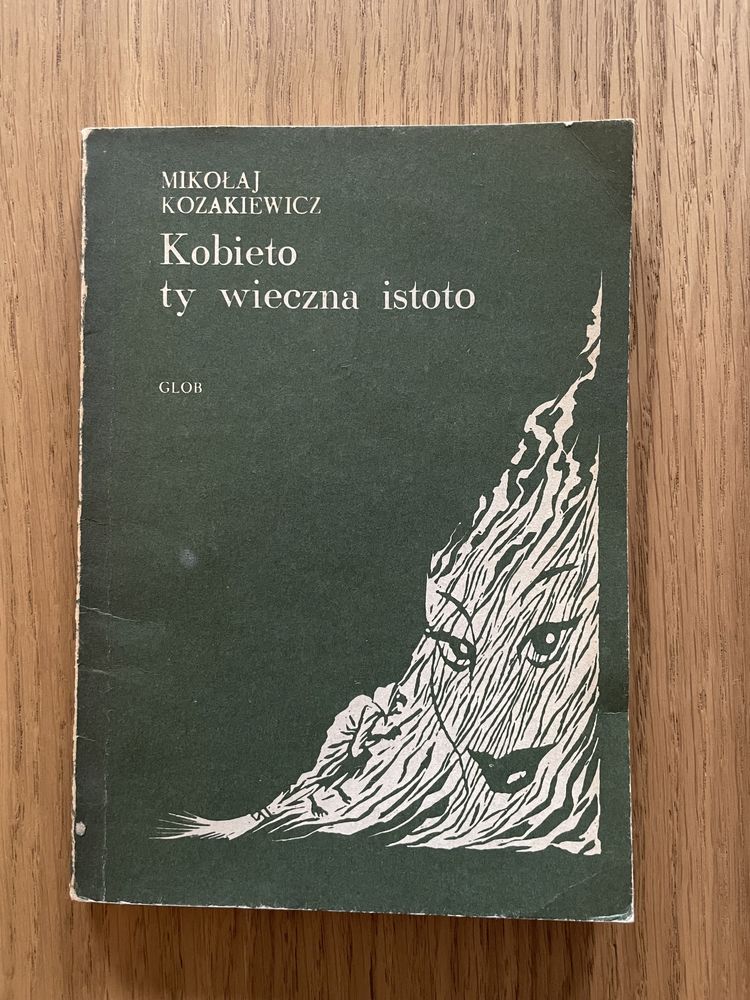 MIKOŁAJ
KOZAKIEWICZ
Kobieto
ty wieczna istoto
GLOB